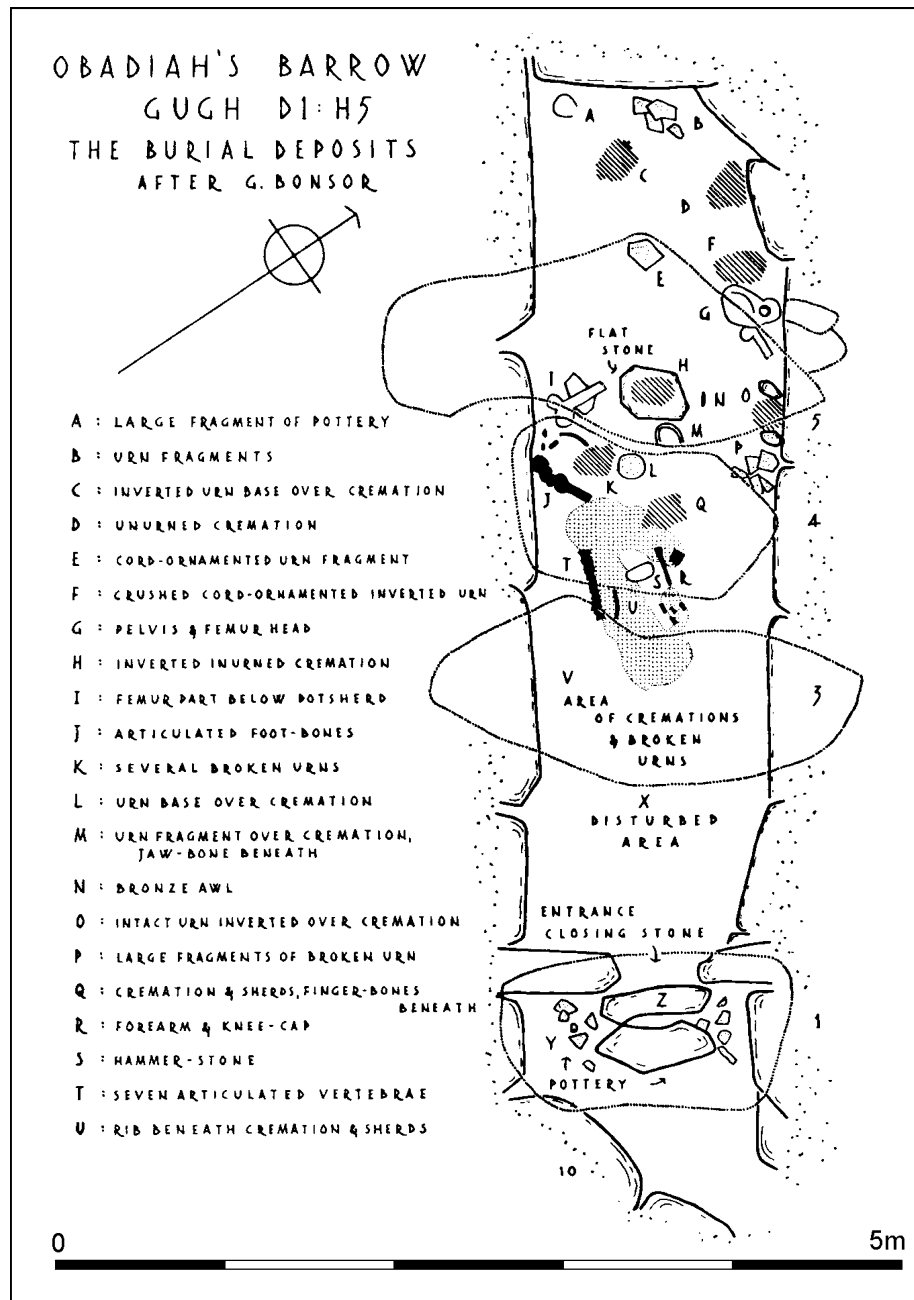 OBADIAH'S BARROW
GUGH D1:H5
THE BURIAL DEPOSITS
AFTER G. BONSOR
A : LARGE FRAGMENT OF POTTERY
B : URN FRAGMENTS
C : INVERTED URN BASE OVER CREMATION
D : UNURNED CREMATION
E : CORD-ORNAMENTED URN FRAGMENT
F : CRUSHED CORD-ORNAMENTED INVERTED URN
G : PELVIS & FEMUR HEAD
H : INVERTED INURNED CREMATION
I : FEMUR PART BELOW POTSHERD
J : ARTICULATED FOOT-BONES
K : SEVERAL BROKEN URNS
L : URN BASE OVER CREMATION
M : URN FRAGMENT OVER CREMATION,
JAW-BONE BENEATH
N : BRONZE AWL
O : INTACT URN INVERTED OVER CREMATION
P : LARGE FRAGMENTS OF BROKEN URN
Q : CREMATION & SHERDS, FINGER-BONES
BENEATH
R : FOREARM & KNEE-CAP
S : HAMMER-STONE
T : SEVEN ARTICULATED VERTEBRAE
U : RIB BENEATH CREMATION & SHERDS
A
B
C
D
F
E
G
FLAT
STONE
H
I
N
O
5
M
P
L
K
J
Q
4
T
S
R
U
V
AREA
OF CREMATIONS
& BROKEN
URNS
3
X
DISTURBED
AREA
ENTRANCE
CLOSING STONE
Z
1
Y
POTTERY
10
0
5m